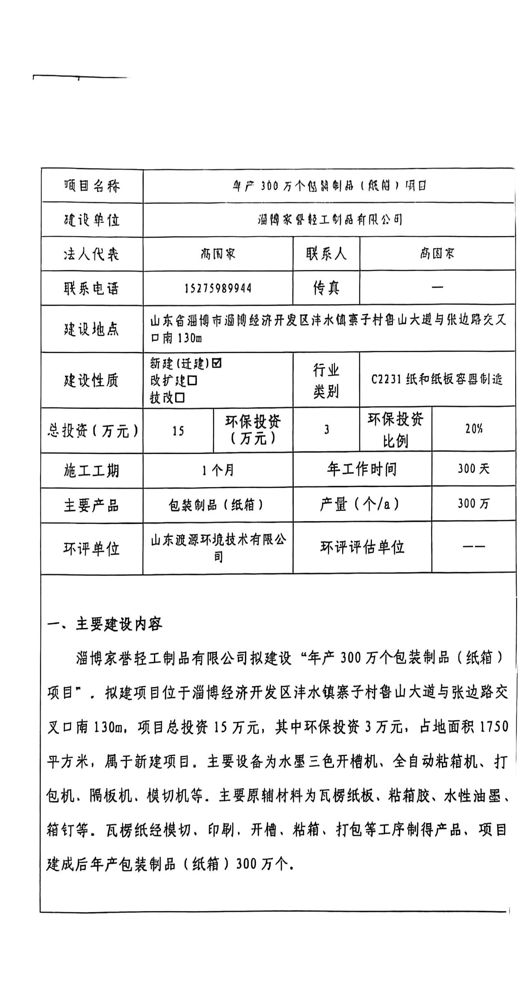 项目名称 年产 300 万个包装制品（纸箱）项目
建设单位 淄博家誉轻工制品有限公司
法人代表 高国家 联系人 高国家
联系电话 15275989944 传真 —
建设地点 山东省淄博市淄博经济开发区沣水镇寨子村鲁山大道与张边路交叉
口南 130m
建设性质 新建(迁建)☑
改扩建☐
技改☐
行业
类别
C2231 纸和纸板容器制造
总投资（万元） 15 环保投资
（万元） 3 环保投资
比例 20%
施工工期 1 个月 年工作时间 300 天
主要产品 包装制品（纸箱） 产量（个/a） 300 万
环评单位 山东渡源环境技术有限公
司 环评评估单位 ——
一、主要建设内容
淄博家誉轻工制品有限公司拟建设“年产 300 万个包装制品（纸箱）
项目”. 拟建项目位于淄博经济开发区沣水镇寨子村鲁山大道与张边路交
叉口南 130m，项目总投资 15 万元，其中环保投资 3 万元，占地面积 1750
平方米，属于新建项目。主要设备为水墨三色开槽机、全自动粘箱机、打
包机、隔板机、模切机等. 主要原辅材料为瓦楞纸板、粘箱胶、水性油墨、
箱钉等. 瓦楞纸经模切、印刷、开槽、粘箱、打包等工序制得产品、项目
建成后年产包装制品（纸箱）300 万个.